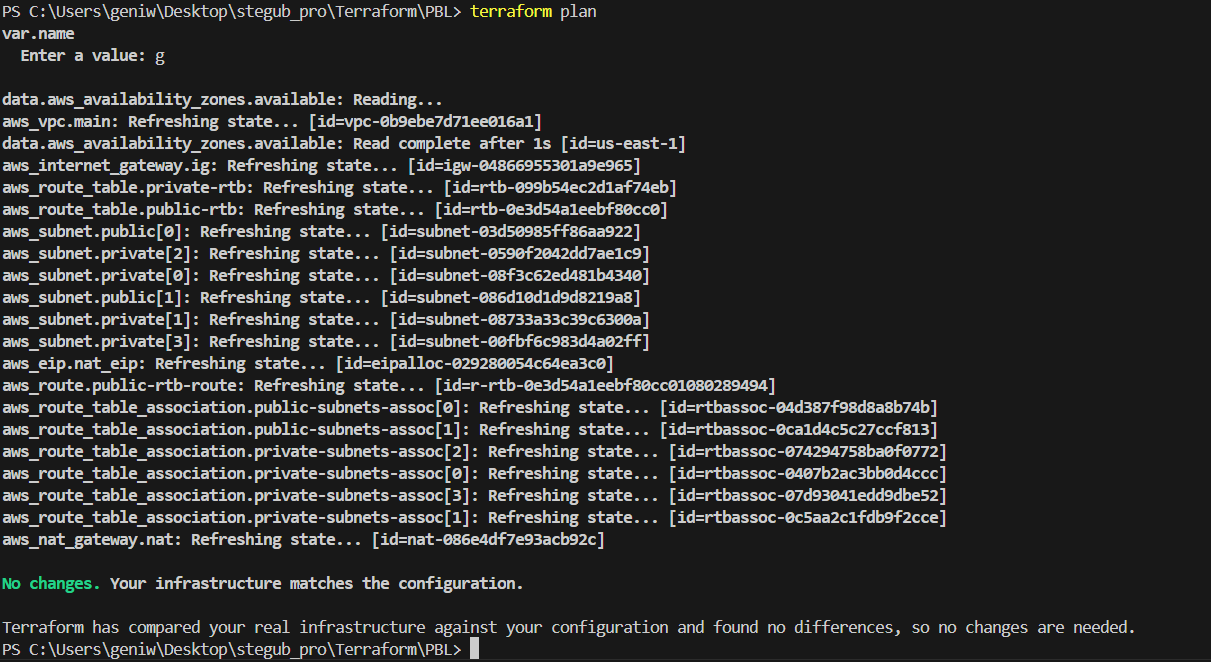 PS C:\Users\geniw\Desktop\stegub_pro\Terraform\PBL> terraform plan
var.name
  Enter a value: g

data.aws_availability_zones.available: Reading...
aws_vpc.main: Refreshing state... [id=vpc-0b9ebe7d71ee016a1]
data.aws_availability_zones.available: Read complete after 1s [id=us-east-1]
aws_internet_gateway.ig: Refreshing state... [id=igw-04866955301a9e965]
aws_route_table.private-rtb: Refreshing state... [id=rtb-099b54ec2d1af74eb]
aws_route_table.public-rtb: Refreshing state... [id=rtb-0e3d54a1eebf80cc0]
aws_subnet.public[0]: Refreshing state... [id=subnet-03d50985ff86aa922]
aws_subnet.private[2]: Refreshing state... [id=subnet-0590f2042dd7ae1c9]
aws_subnet.private[0]: Refreshing state... [id=subnet-08f3c62ed481b4340]
aws_subnet.public[1]: Refreshing state... [id=subnet-086d10d1d9d8219a8]
aws_subnet.private[1]: Refreshing state... [id=subnet-08733a33c39c6300a]
aws_subnet.private[3]: Refreshing state... [id=subnet-00fbf6c983d4a02ff]
aws_eip.nat_eip: Refreshing state... [id=eipalloc-029280054c64ea3c0]
aws_route.public-rtb-route: Refreshing state... [id=r-rtb-0e3d54a1eebf80cc01080289494]
aws_route_table_association.public-subnets-assoc[0]: Refreshing state... [id=rtbassoc-04d387f98d8a8b74b]
aws_route_table_association.public-subnets-assoc[1]: Refreshing state... [id=rtbassoc-0ca1d4c5c27ccf813]
aws_route_table_association.private-subnets-assoc[2]: Refreshing state... [id=rtbassoc-074294758ba0f0772]
aws_route_table_association.private-subnets-assoc[0]: Refreshing state... [id=rtbassoc-0407b2ac3bb0d4ccc]
aws_route_table_association.private-subnets-assoc[3]: Refreshing state... [id=rtbassoc-07d93041edd9dbe52]
aws_route_table_association.private-subnets-assoc[1]: Refreshing state... [id=rtbassoc-0c5aa2c1fdb9f2cce]
aws_nat_gateway.nat: Refreshing state... [id=nat-086e4df7e93acb92c]

No changes. Your infrastructure matches the configuration.

Terraform has compared your real infrastructure against your configuration and found no differences, so no changes are needed.
PS C:\Users\geniw\Desktop\stegub_pro\Terraform\PBL>